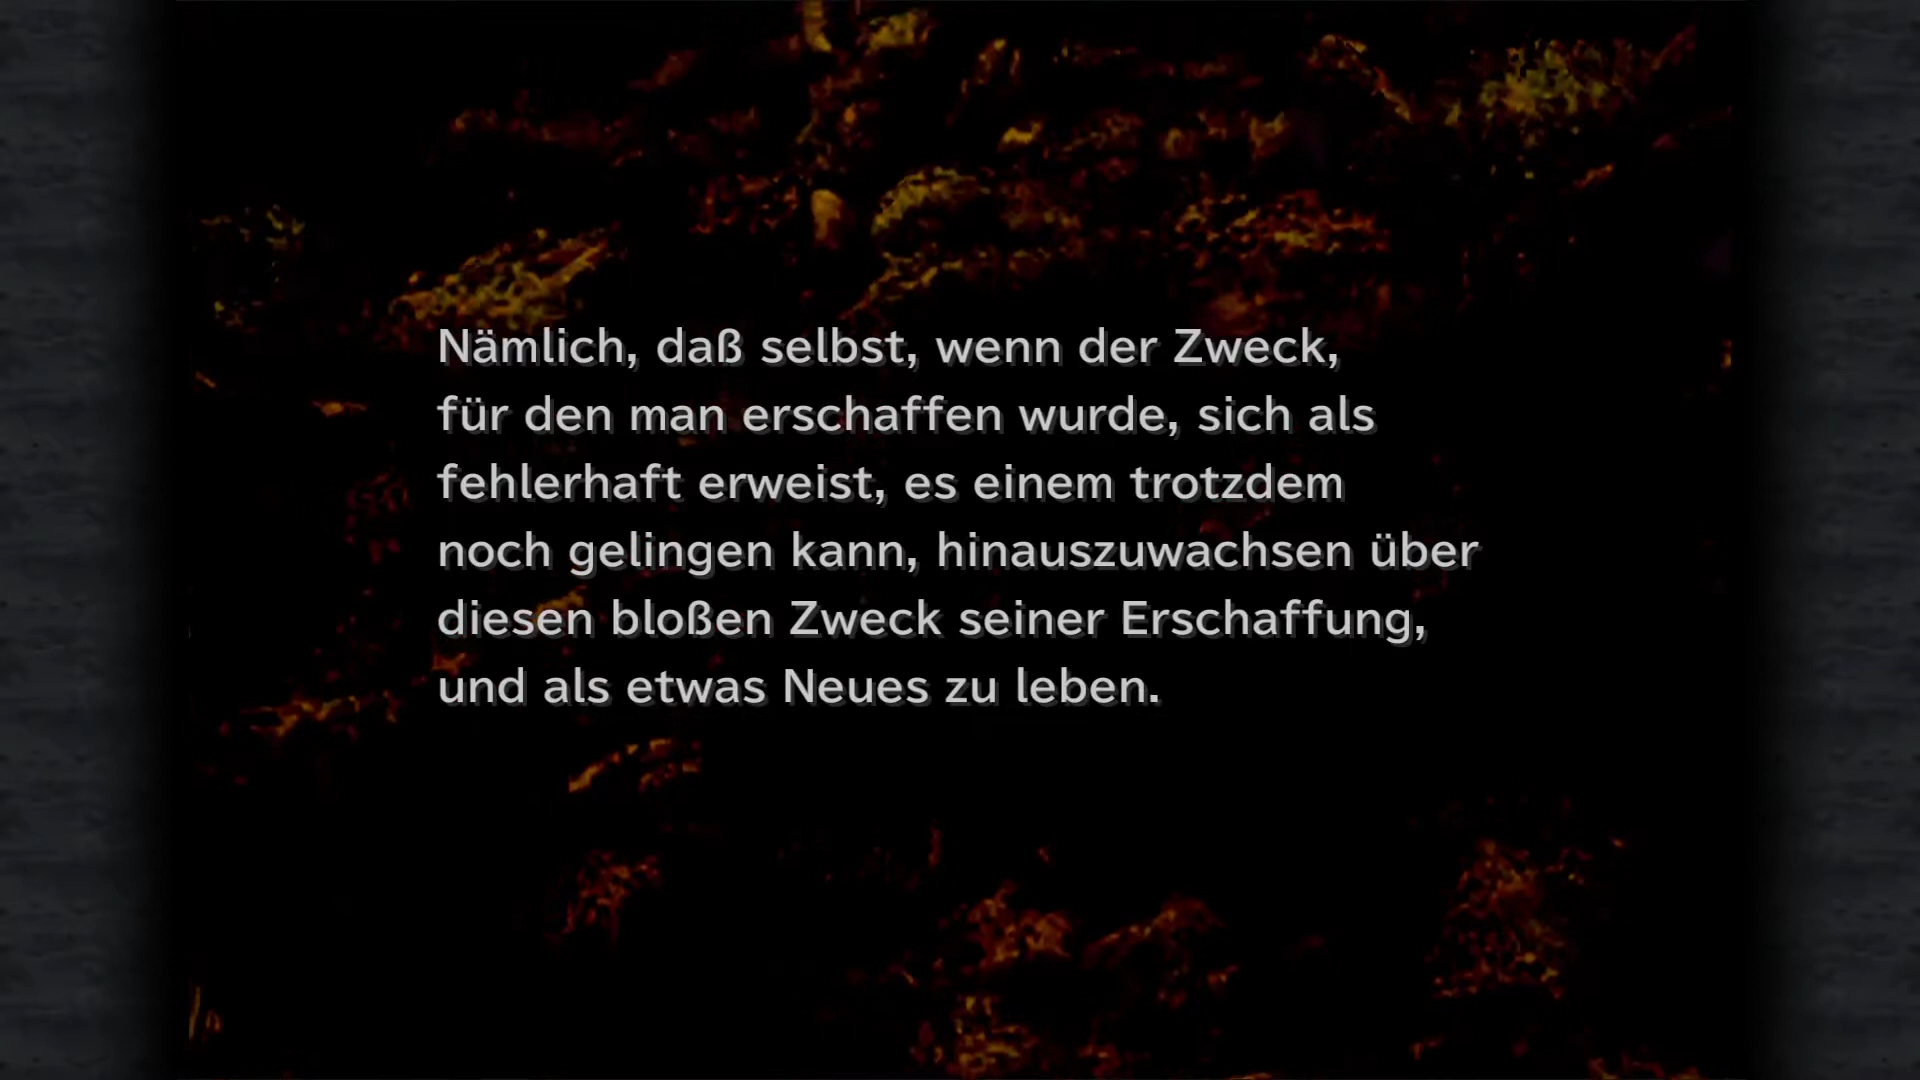 Nämlich, daß selbst, wenn der Zweck,
für den man erschaffen wurde, sich als
fehlerhaft erweist, es einem trotzdem
noch gelingen kann, hinauszuwachsen über
diesen bloßen Zweck seiner Erschaffung,
und als etwas Neues zu leben.